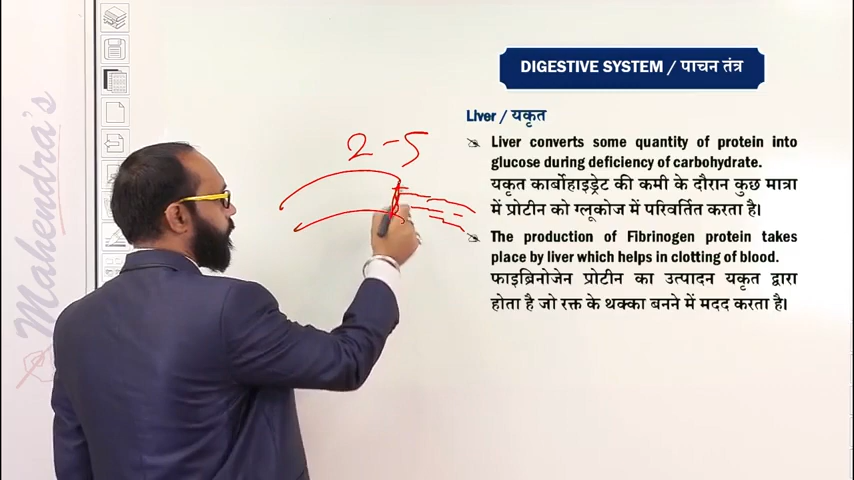 Mahendra's
DIGESTIVE SYSTEM / पाचन तंत्र
2-5
Liver / यकृत
Liver converts some quantity of protein into
glucose during deficiency of carbohydrate.
यकृत कार्बोहाइड्रेट की कमी के दौरान कुछ मात्रा
में प्रोटीन को ग्लूकोज में परिवर्तित करता है।
The production of Fibrinogen protein takes
place by liver which helps in clotting of blood.
फाइब्रिनोजेन प्रोटीन का उत्पादन यकृत द्वारा
होता है जो रक्त के थक्का बनने में मदद करता है।